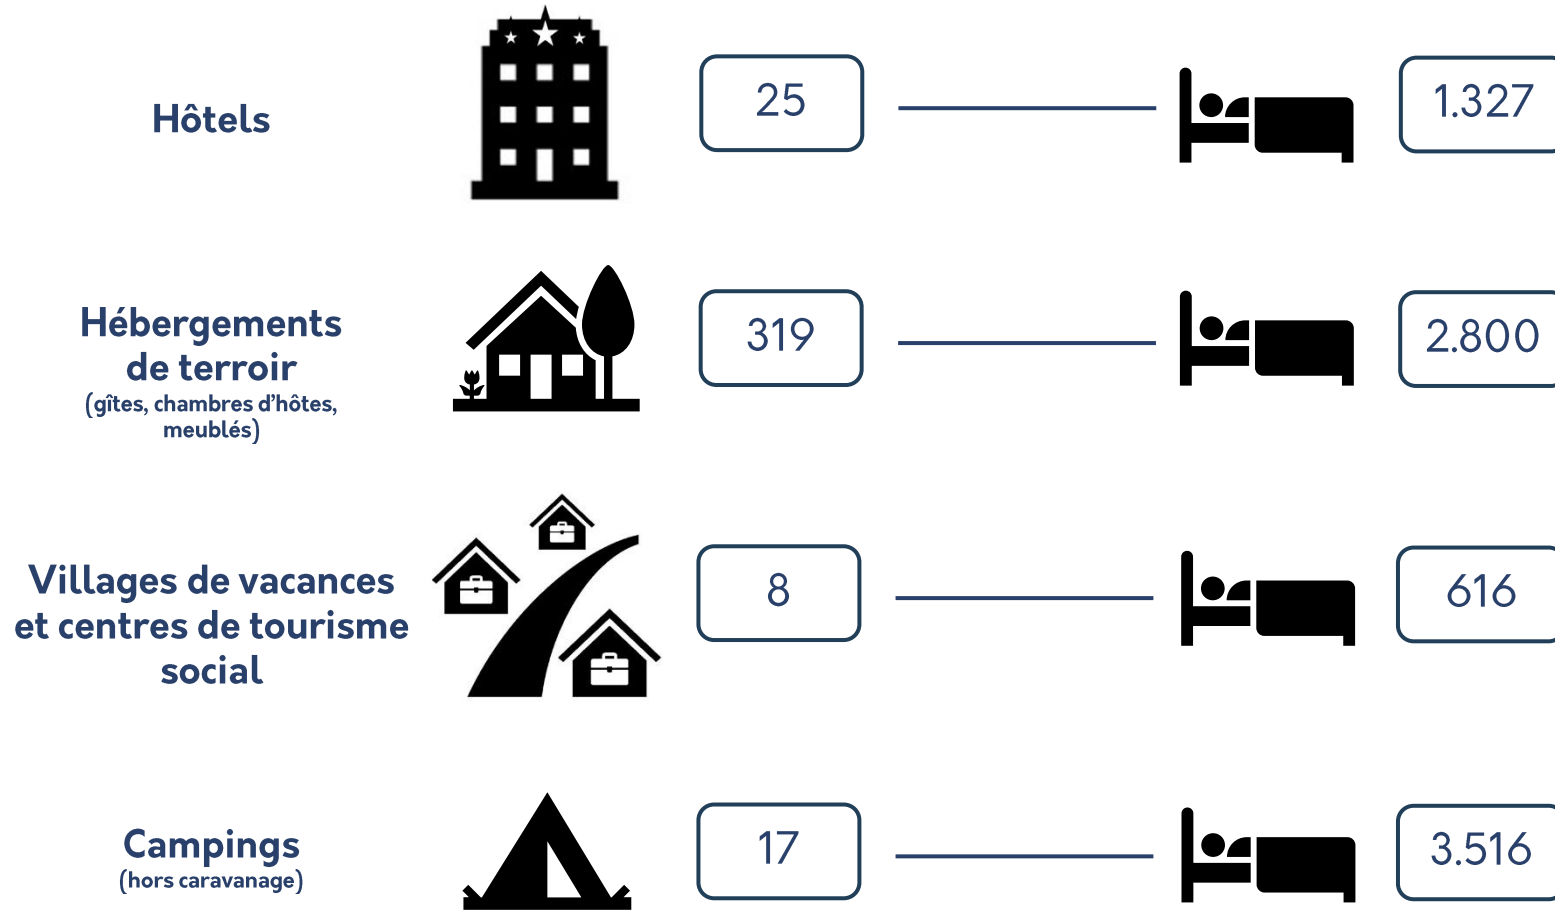 Hôtels
25
1.327
Hébergements
de terroir
(gîtes, chambres d'hôtes,
meublés)
319
2.800
Villages de vacances
et centres de tourisme
social
8
616
Campings
(hors caravanage)
17
3.516